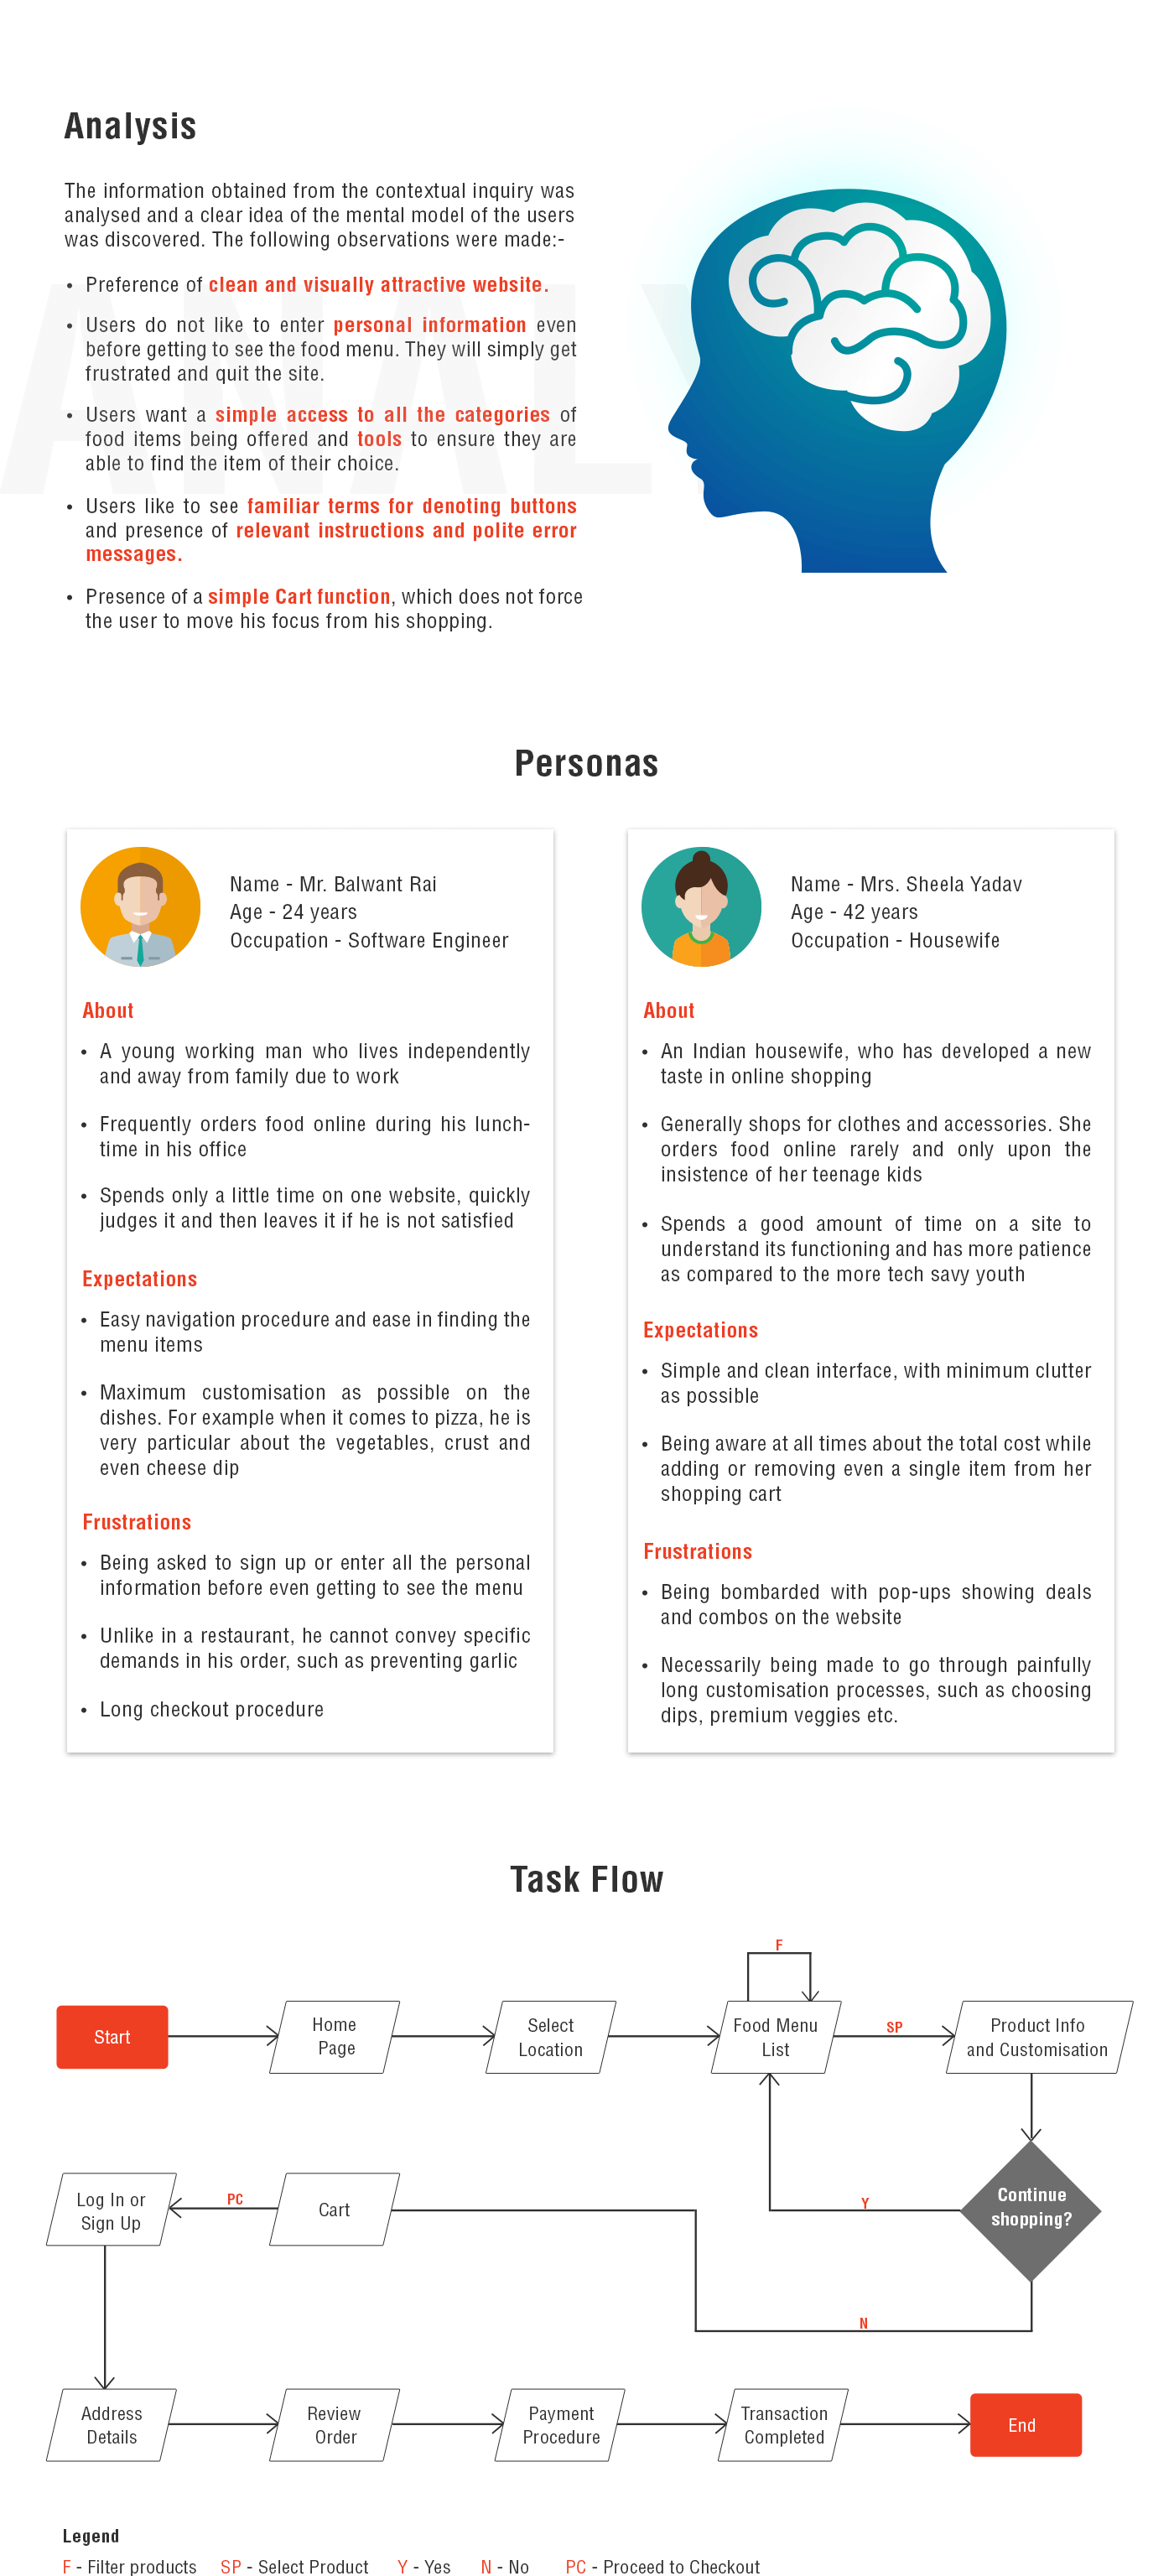 Analysis
The information obtained from the contextual inquiry was
analysed and a clear idea of the mental model of the users
was discovered. The following observations were made:-
• Preference of clean and visually attractive website.
• Users do not like to enter personal information even
before getting to see the food menu. They will simply get
frustrated and quit the site.
• Users want a simple access to all the categories of
food items being offered and tools to ensure they are
able to find the item of their choice.
• Users like to see familiar terms for denoting buttons
and presence of relevant instructions and polite error
messages.
• Presence of a simple Cart function, which does not force
the user to move his focus from his shopping.
ANALY
Personas
Name - Mr. Balwant Rai
Age - 24 years
Occupation - Software Engineer
About
• A young working man who lives independently
and away from family due to work
• Frequently orders food online during his lunch-
time in his office
• Spends only a little time on one website, quickly
judges it and then leaves it if he is not satisfied
Expectations
• Easy navigation procedure and ease in finding the
menu items
• Maximum customisation as possible on the
dishes. For example when it comes to pizza, he is
very particular about the vegetables, crust and
even cheese dip
Frustrations
• Being asked to sign up or enter all the personal
information before even getting to see the menu
• Unlike in a restaurant, he cannot convey specific
demands in his order, such as preventing garlic
• Long checkout procedure
Name - Mrs. Sheela Yadav
Age - 42 years
Occupation - Housewife
About
• An Indian housewife, who has developed a new
taste in online shopping
• Generally shops for clothes and accessories. She
orders food online rarely and only upon the
insistence of her teenage kids
• Spends a good amount of time on a site to
understand its functioning and has more patience
as compared to the more tech savy youth
Expectations
• Simple and clean interface, with minimum clutter
as possible
• Being aware at all times about the total cost while
adding or removing even a single item from her
shopping cart
Frustrations
• Being bombarded with pop-ups showing deals
and combos on the website
• Necessarily being made to go through painfully
long customisation processes, such as choosing
dips, premium veggies etc.
Task Flow
Start
Home
Page
Select
Location
F
Food Menu
List
SP
Product Info
and Customisation
Continue
shopping?
Y
N
Cart
PC
Log In or
Sign Up
Address
Details
Review
Order
Payment
Procedure
Transaction
Completed
End
Legend
F - Filter products SP - Select Product Y - Yes N - No PC - Proceed to Checkout